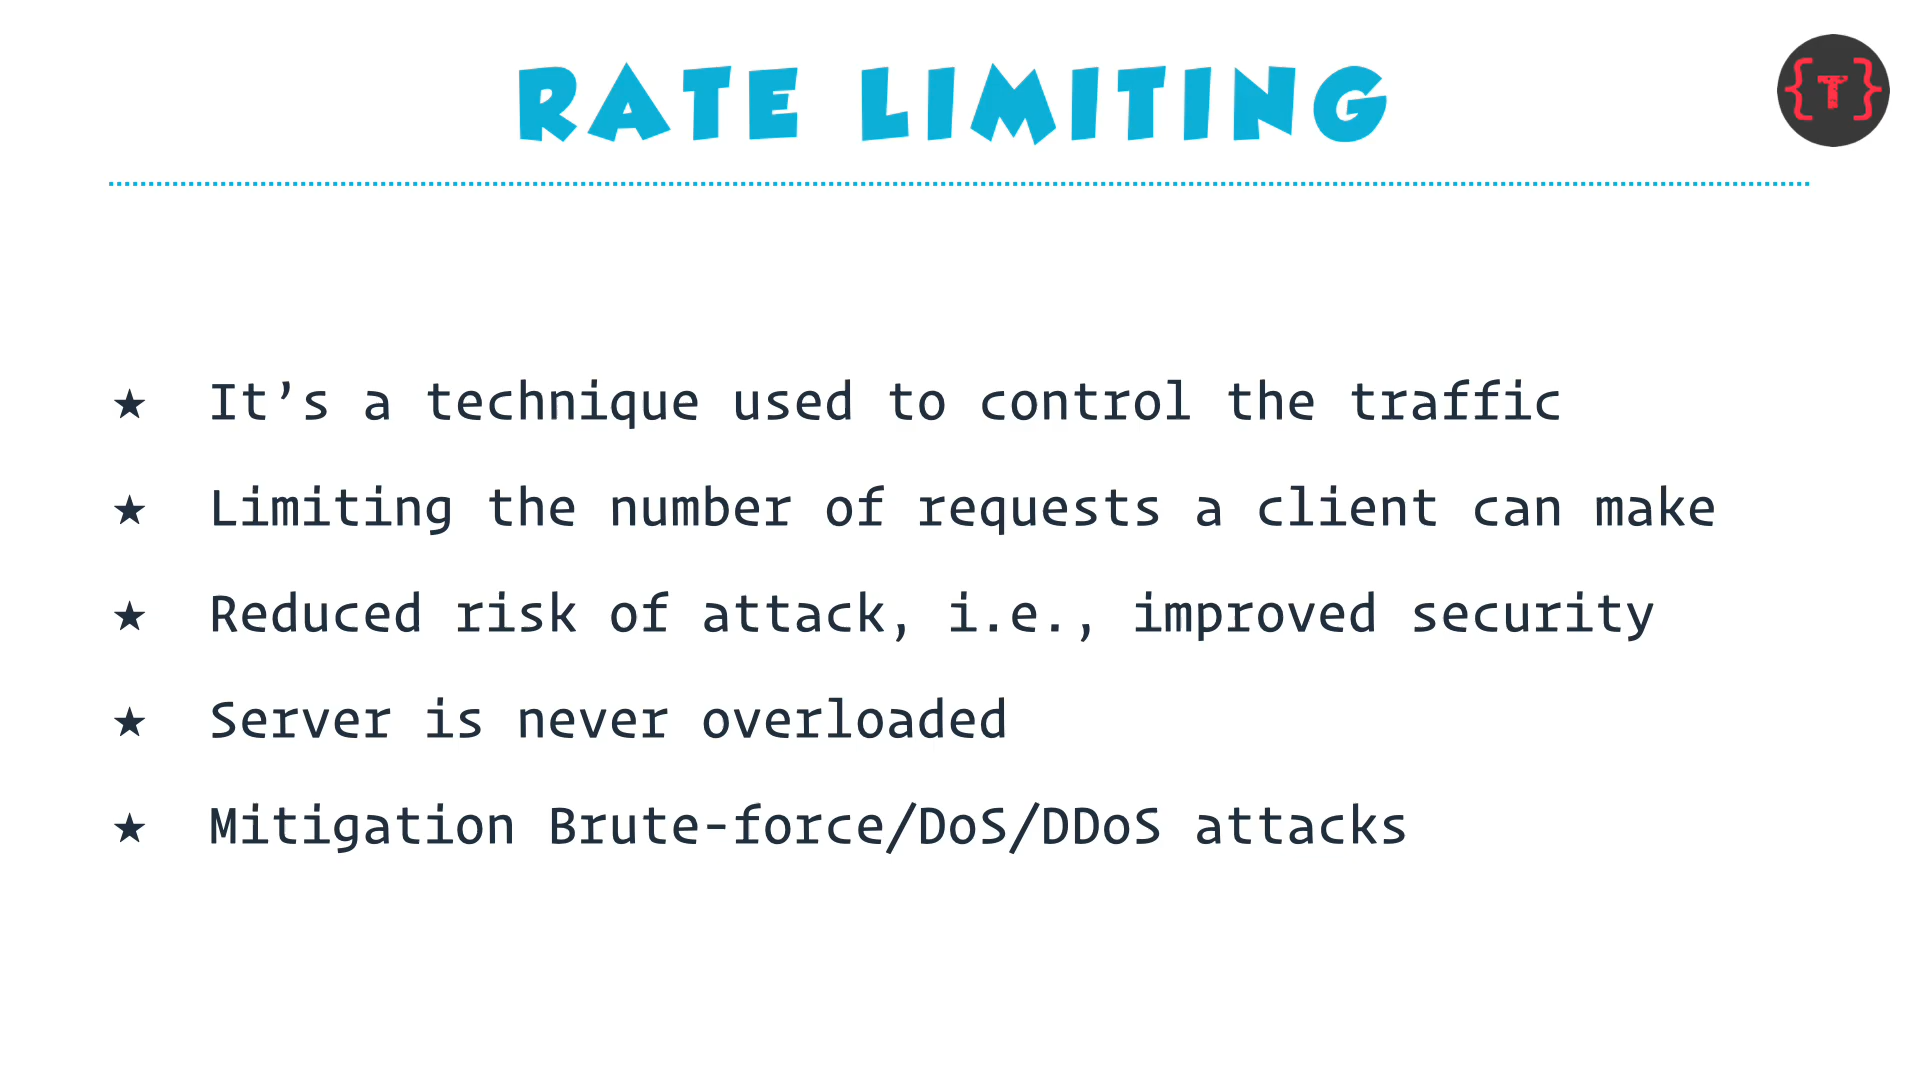 RATE LIMITING
{T}
★ It’s a technique used to control the traffic
★ Limiting the number of requests a client can make
★ Reduced risk of attack, i.e., improved security
★ Server is never overloaded
★ Mitigation Brute-force/DoS/DDoS attacks